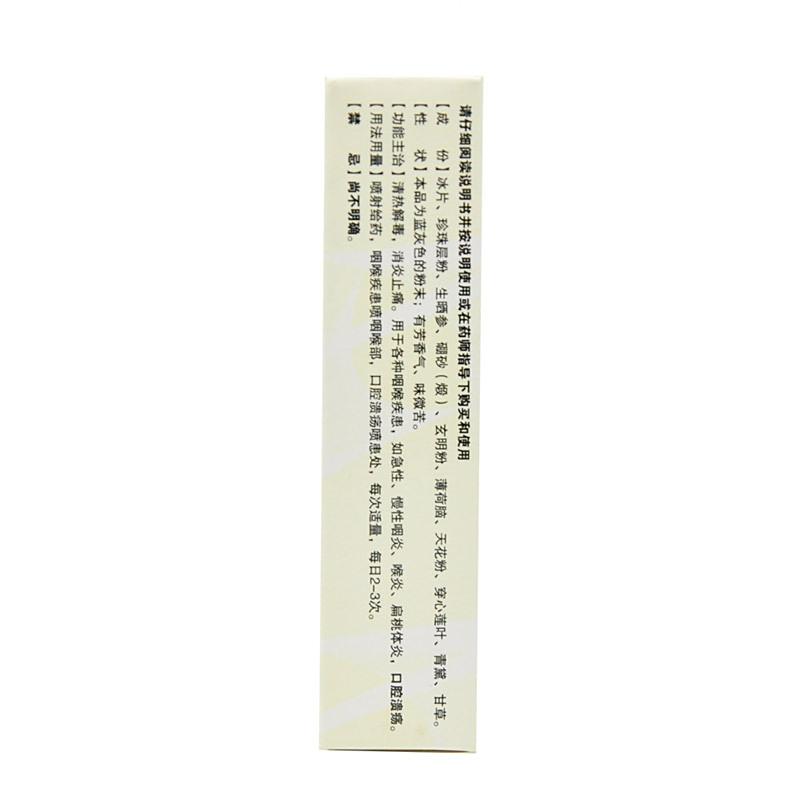 请仔细阅读说明书并按说明使用或在药师指导下购买和使用
【成 份】冰片、珍珠层粉、生晒参、硼砂（煅）、玄明粉、薄荷脑、天花粉、穿心莲叶、青黛、甘草。
【性 状】本品为蓝灰色的粉末；有芳香气、味微苦。
【功能主治】清热解毒，消炎止痛。用于各种咽喉疾患，如急性、慢性咽炎、喉炎、扁桃体炎，口腔溃疡。
【用法用量】喷射给药，咽喉疾患喷咽喉部，口腔溃疡喷患处，每次适量，每日2-3次。
【禁 忌】尚不明确。